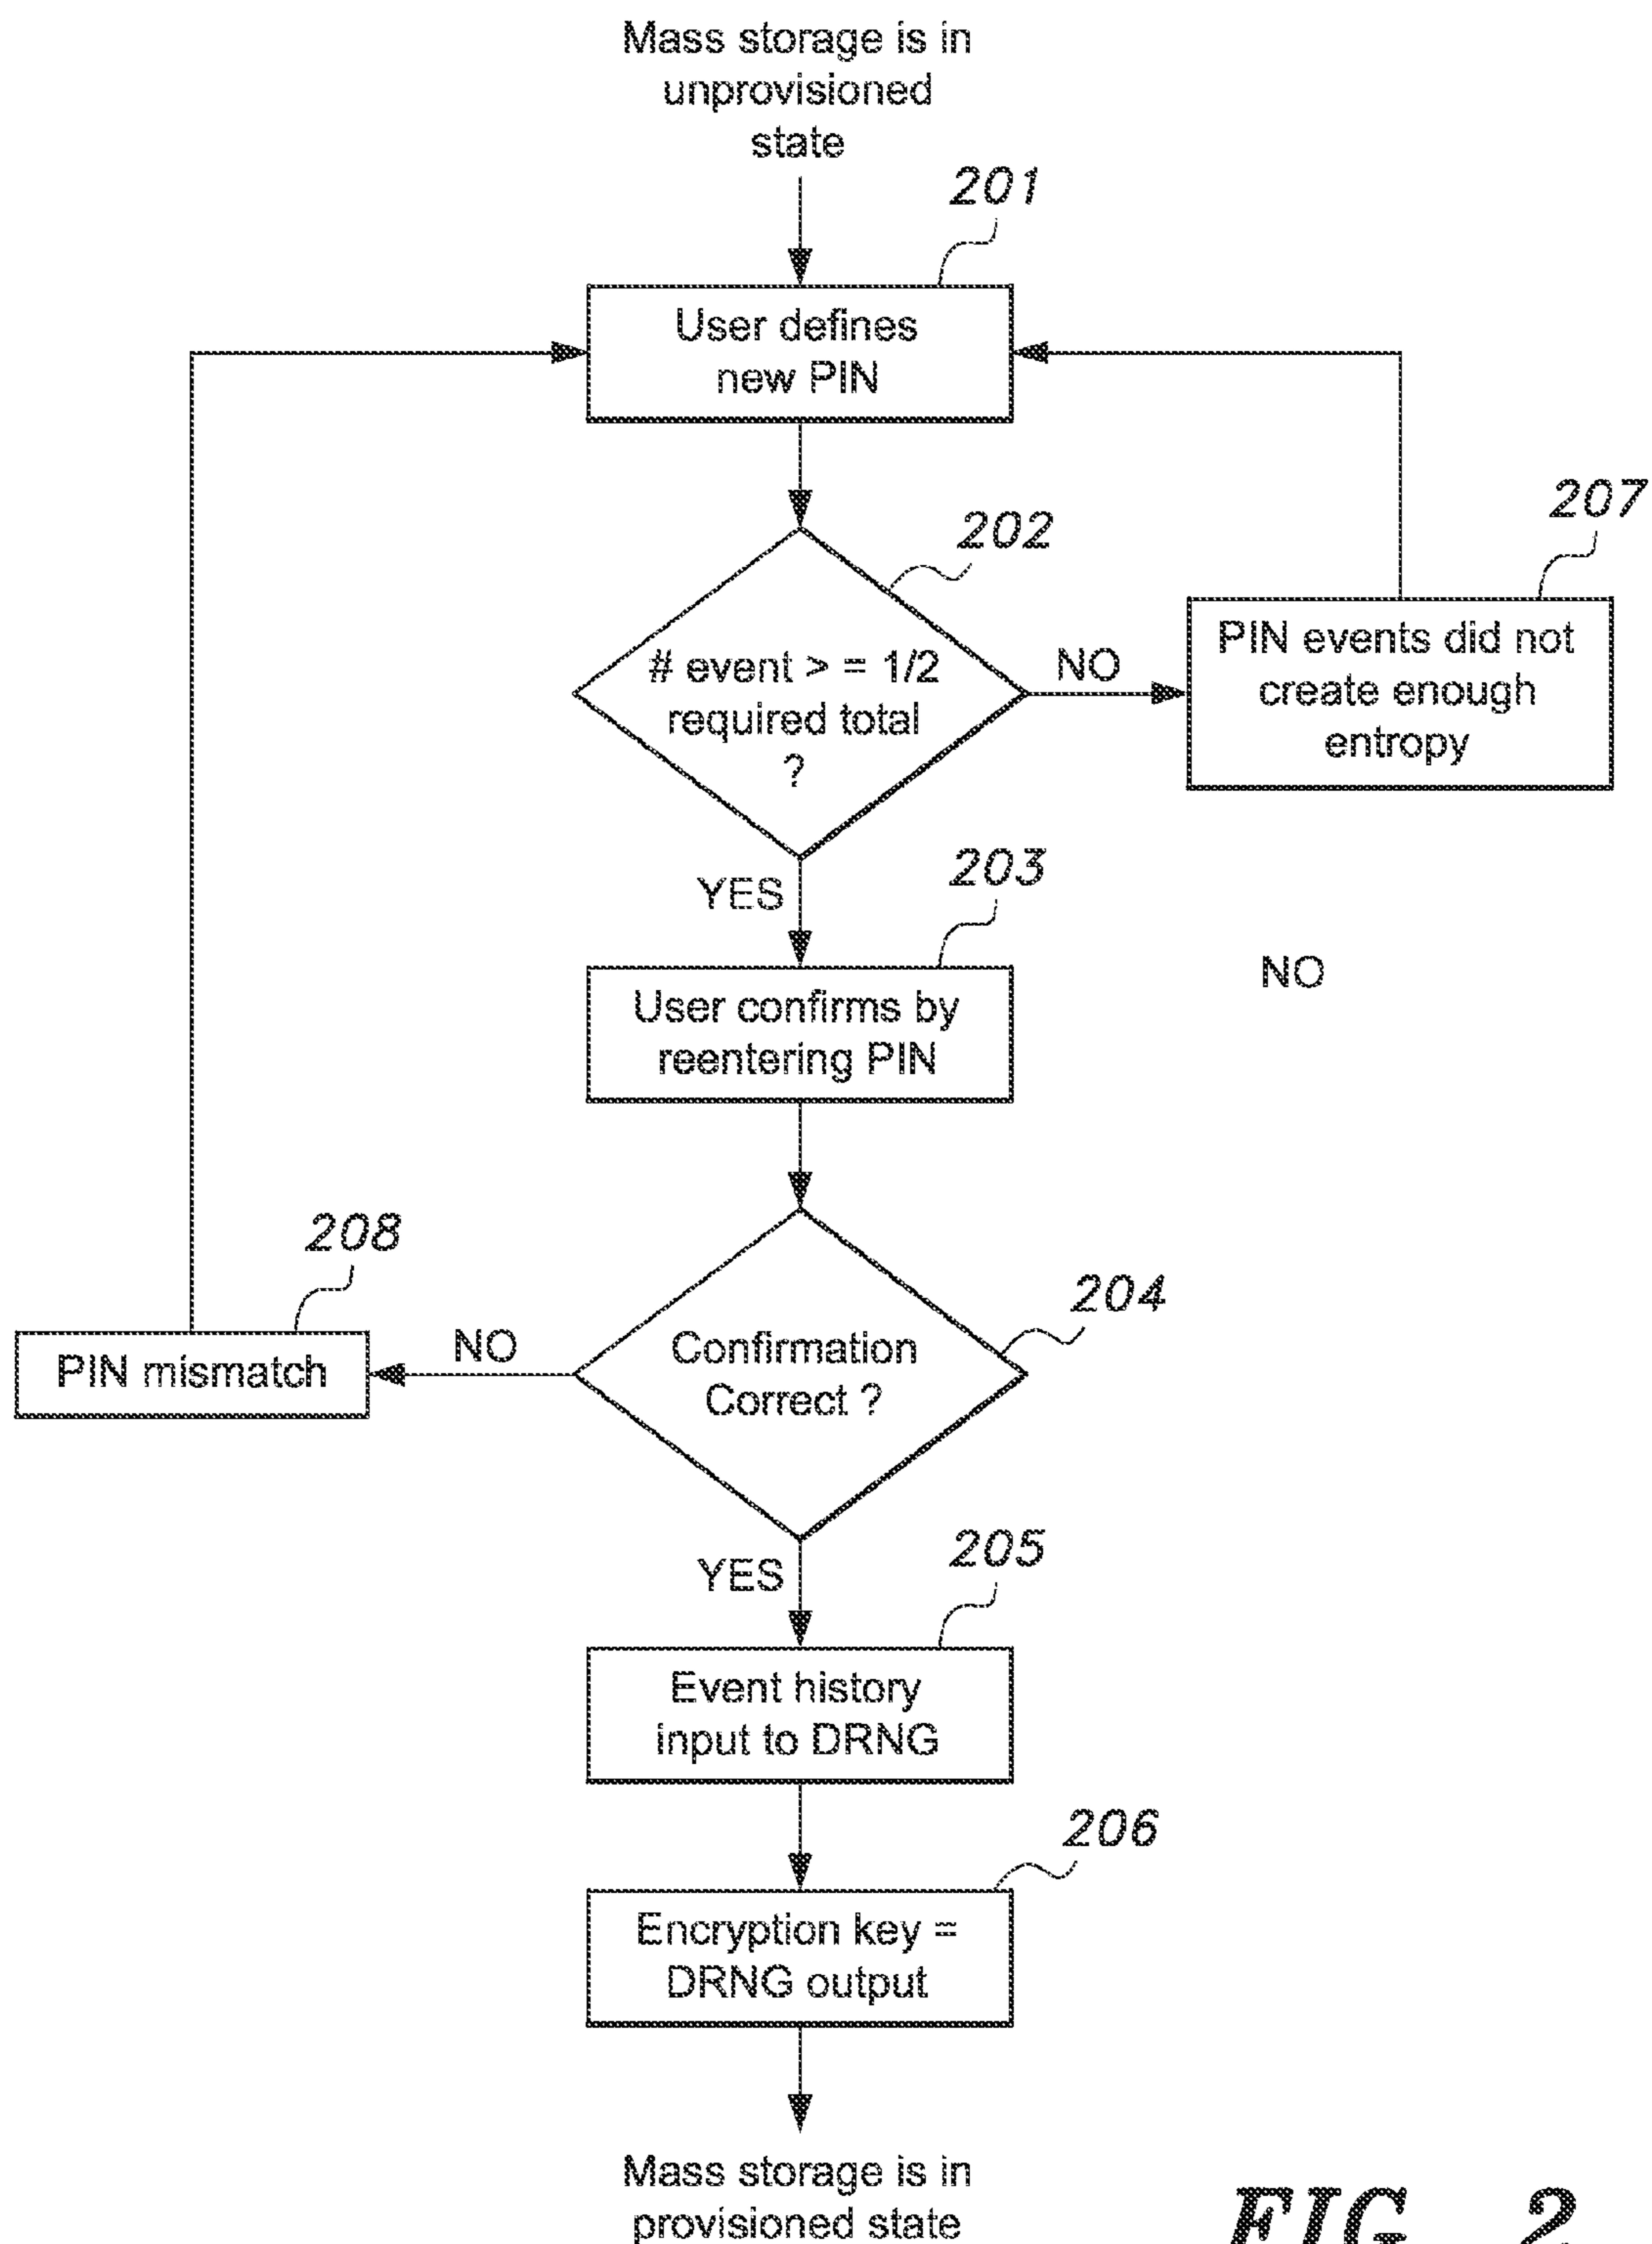 Mass storage is in
unprovisioned
state
201
User defines
new PIN
202
# event > = 1/2
required total
?
NO
207
PIN events did not
create enough
entropy
YES
203
User confirms by
reentering PIN
NO
208
PIN mismatch
NO
204
Confirmation
Correct ?
YES
205
Event history
input to DRNG
206
Encryption key =
DRNG output
Mass storage is in
provisioned state
FIG. 2